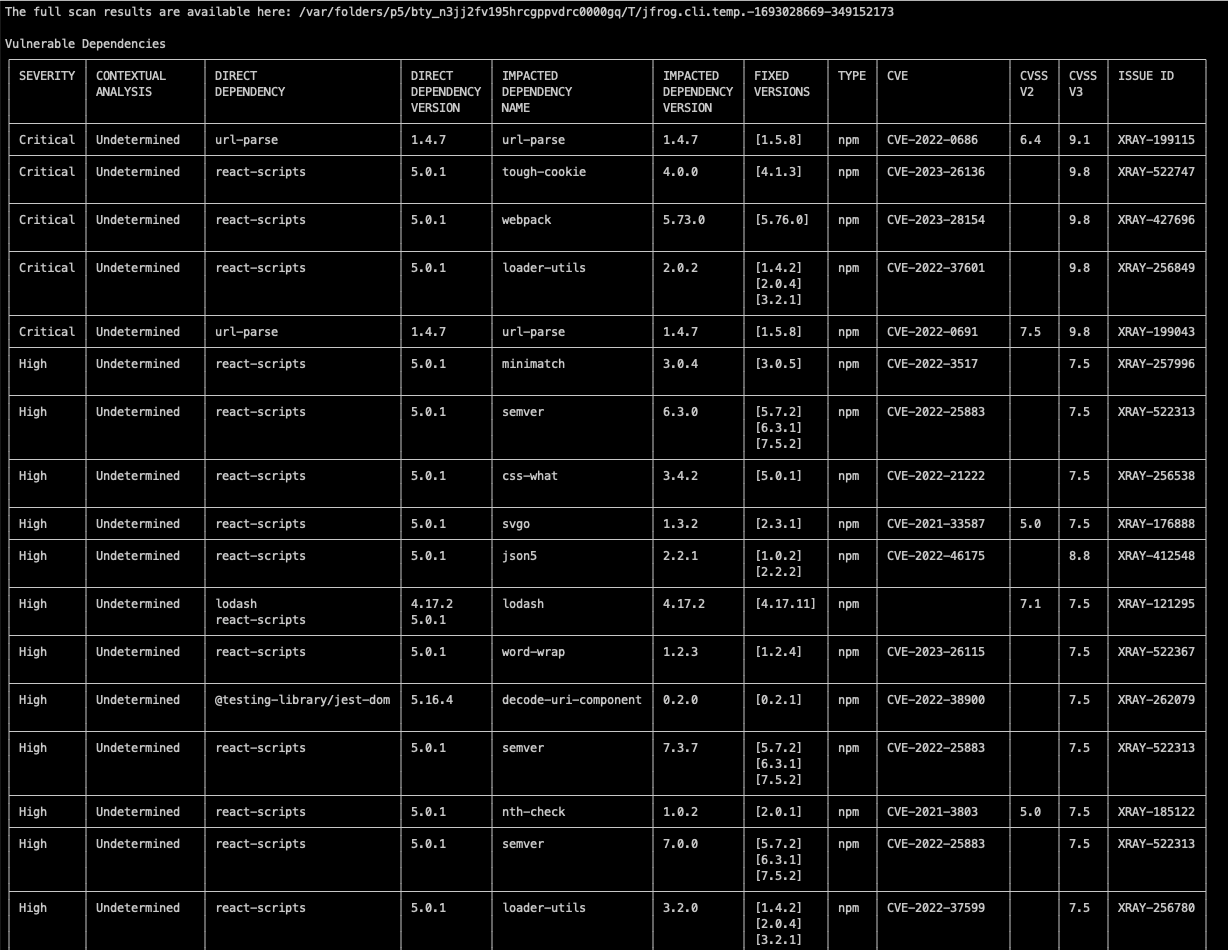 The full scan results are available here: /var/folders/p5/bty_n3jj2fv195hrcgppvdrc0000gq/T/jfrog.cli.temp.-1693028669-349152173
Vulnerable Dependencies
SEVERITY CONTEXTUAL DIRECT DIRECT IMPACTED IMPACTED FIXED TYPE CVE CVSS CVSS ISSUE ID
ANALYSIS DEPENDENCY DEPENDENCY DEPENDENCY DEPENDENCY VERSIONS V2 V3
VERSION NAME VERSION
Critical Undetermined url-parse 1.4.7 url-parse 1.4.7 [1.5.8] npm CVE-2022-0686 6.4 9.1 XRAY-199115
Critical Undetermined react-scripts 5.0.1 tough-cookie 4.0.0 [4.1.3] npm CVE-2023-26136 9.8 XRAY-522747
Critical Undetermined react-scripts 5.0.1 webpack 5.73.0 [5.76.0] npm CVE-2023-28154 9.8 XRAY-427696
Critical Undetermined react-scripts 5.0.1 loader-utils 2.0.2 [1.4.2] npm CVE-2022-37601 9.8 XRAY-256849
[2.0.4]
[3.2.1]
Critical Undetermined url-parse 1.4.7 url-parse 1.4.7 [1.5.8] npm CVE-2022-0691 7.5 9.8 XRAY-199043
High Undetermined react-scripts 5.0.1 minimatch 3.0.4 [3.0.5] npm CVE-2022-3517 7.5 XRAY-257996
High Undetermined react-scripts 5.0.1 semver 6.3.0 [5.7.2] npm CVE-2022-25883 7.5 XRAY-522313
[6.3.1]
[7.5.2]
High Undetermined react-scripts 5.0.1 css-what 3.4.2 [5.0.1] npm CVE-2022-21222 7.5 XRAY-256538
High Undetermined react-scripts 5.0.1 svgo 1.3.2 [2.3.1] npm CVE-2021-33587 5.0 7.5 XRAY-176888
High Undetermined react-scripts 5.0.1 json5 2.2.1 [1.0.2] npm CVE-2022-46175 8.8 XRAY-412548
[2.2.2]
High Undetermined lodash 4.17.2 lodash 4.17.2 [4.17.11] npm 7.1 7.5 XRAY-121295
react-scripts 5.0.1
High Undetermined react-scripts 5.0.1 word-wrap 1.2.3 [1.2.4] npm CVE-2023-26115 7.5 XRAY-522367
High Undetermined @testing-library/jest-dom 5.16.4 decode-uri-component 0.2.0 [0.2.1] npm CVE-2022-38900 7.5 XRAY-262079
High Undetermined react-scripts 5.0.1 semver 7.3.7 [5.7.2] npm CVE-2022-25883 7.5 XRAY-522313
[6.3.1]
[7.5.2]
High Undetermined react-scripts 5.0.1 nth-check 1.0.2 [2.0.1] npm CVE-2021-3803 5.0 7.5 XRAY-185122
High Undetermined react-scripts 5.0.1 semver 7.0.0 [5.7.2] npm CVE-2022-25883 7.5 XRAY-522313
[6.3.1]
[7.5.2]
High Undetermined react-scripts 5.0.1 loader-utils 3.2.0 [1.4.2] npm CVE-2022-37599 7.5 XRAY-256780
[2.0.4]
[3.2.1]